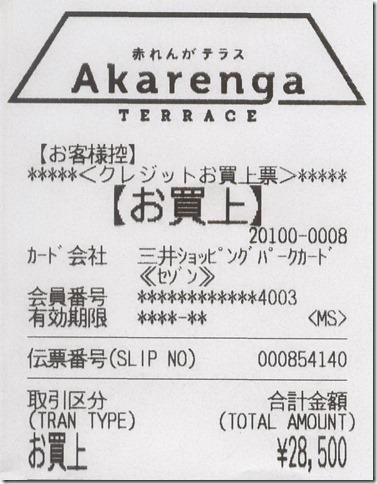 赤れんがテラス
Akarenga
TERRACE
【お客様控】
*****<クレジットお買上票>*****
【お買上】
20100-0008
ｶｰﾄﾞ会社 三井ｼｮｯﾋﾟﾝｸﾞﾊﾟｰｸｶｰﾄﾞ
≪ｾｿﾞﾝ≫
会員番号 ************4003
有効期限 ****-** <MS>
伝票番号(SLIP NO) 000854140
取引区分 合計金額
(TRAN TYPE) (TOTAL AMOUNT)
お買上 ¥28,500